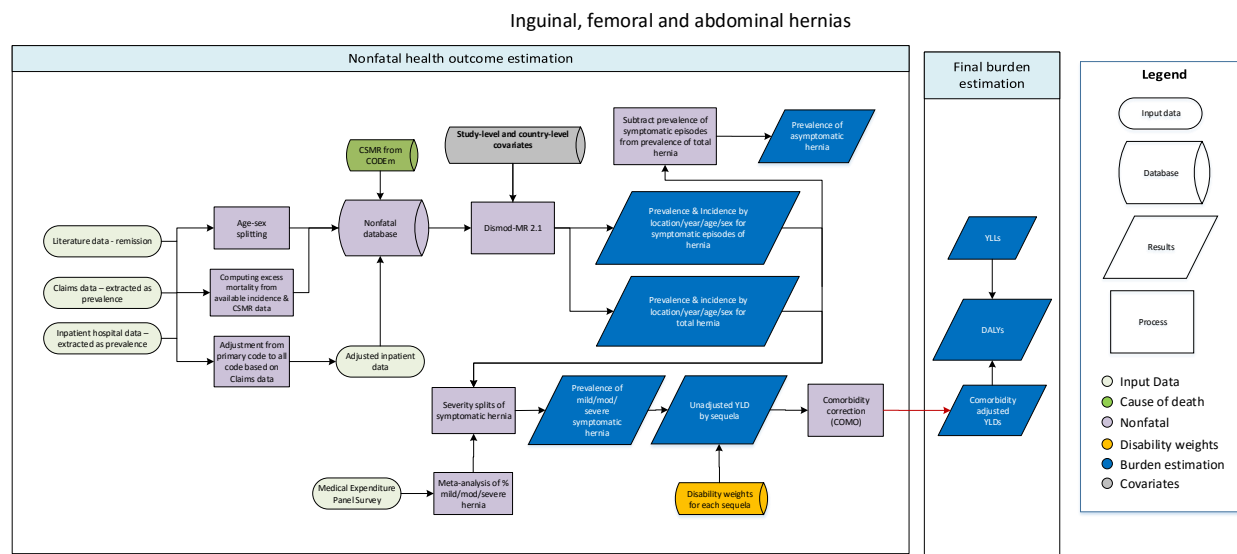 Inguinal, femoral and abdominal hernias
Nonfatal health outcome estimation
Final burden
estimation
Legend
Input data
Database
Results
Process
Input Data
Cause of death
Nonfatal
Disability weights
Burden estimation
Covariates
Subtract prevalence of
symptomatic episodes
from prevalence of total
hernia
Prevalence of
asymptomatic
hernia
Study-level and country-level
covariates
CSMR from
CODEm
Literature data - remission
Age-sex
splitting
Nonfatal
database
Dismod-MR 2.1
Prevalence & Incidence by
location/year/age/sex for
symptomatic episodes of
hernia
Claims data – extracted as
prevalence
Computing excess
mortality from
available incidence &
CSMR data
Prevalence & incidence by
location/year/age/sex for
total hernia
Inpatient hospital data –
extracted as prevalence
Adjustment from
primary code to all
code based on
Claims data
Adjusted inpatient
data
Severity splits of
symptomatic hernia
Prevalence of
mild/mod/
severe
symptomatic
hernia
Unadjusted YLD
by sequela
Comorbidity
correction
(COMO)
Comorbidity
adjusted
YLDs
YLLs
DALYs
Medical Expenditure
Panel Survey
Meta-analysis of %
mild/mod/severe
hernia
Disability weights
for each sequela